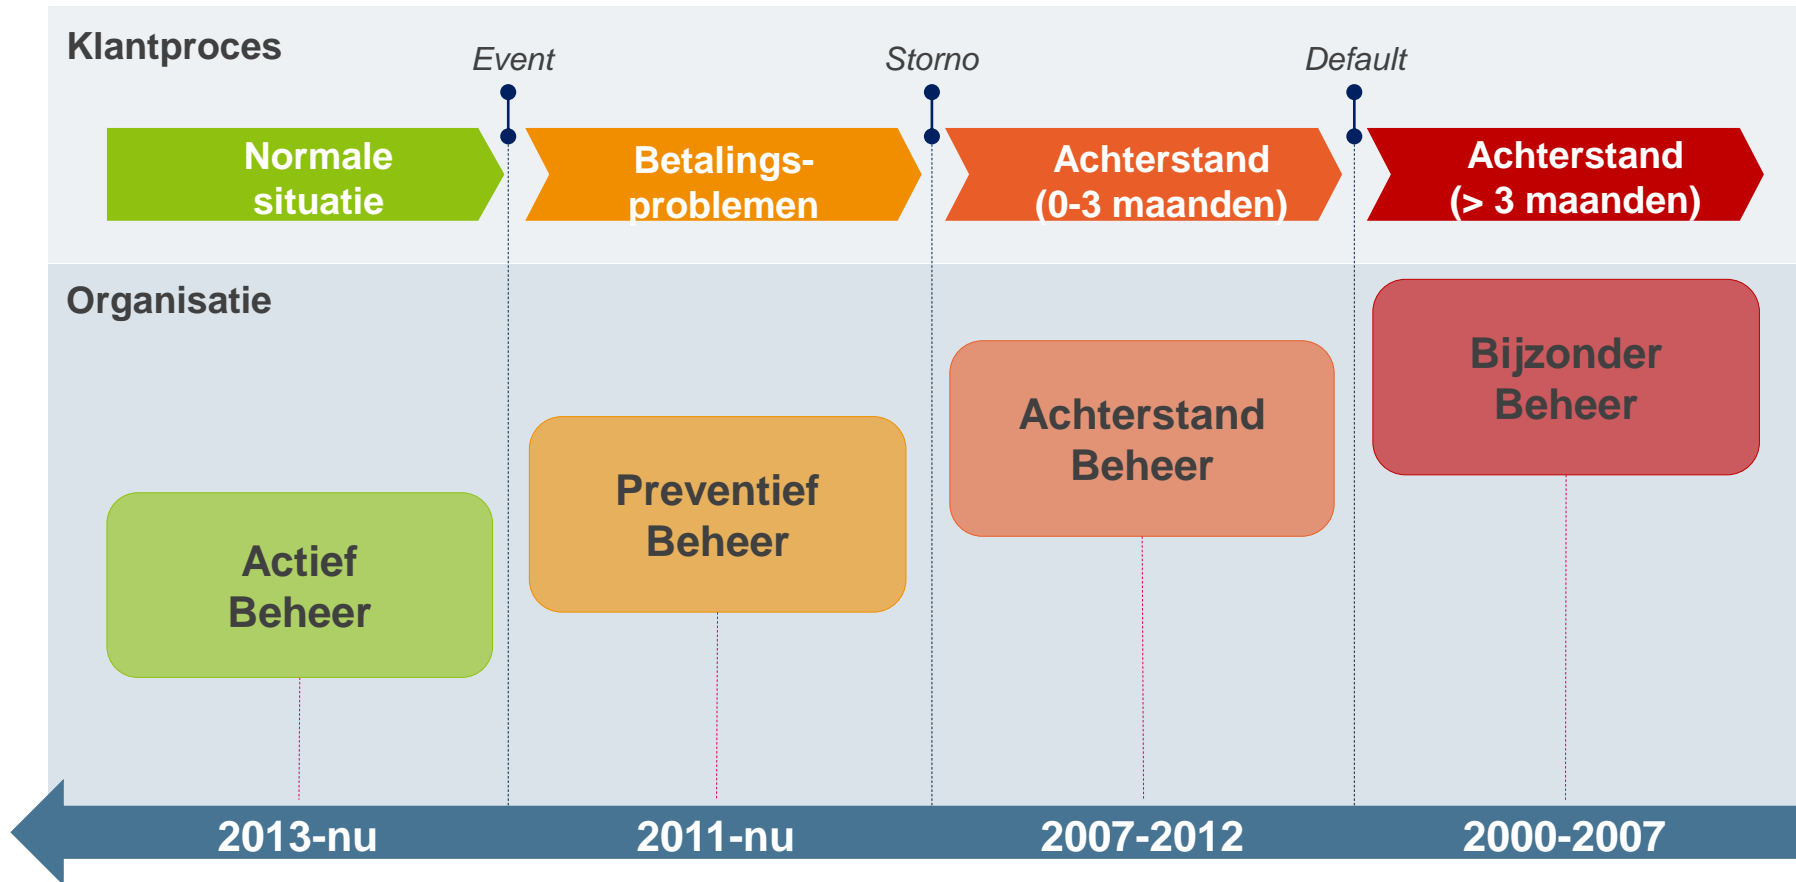 Klantproces
Event
Storno
Default
Normale
situatie
Betalings-
problemen
Achterstand
(0-3 maanden)
Achterstand
(> 3 maanden)
Organisatie
Actief
Beheer
Preventief
Beheer
Achterstand
Beheer
Bijzonder
Beheer
2013-nu
2011-nu
2007-2012
2000-2007